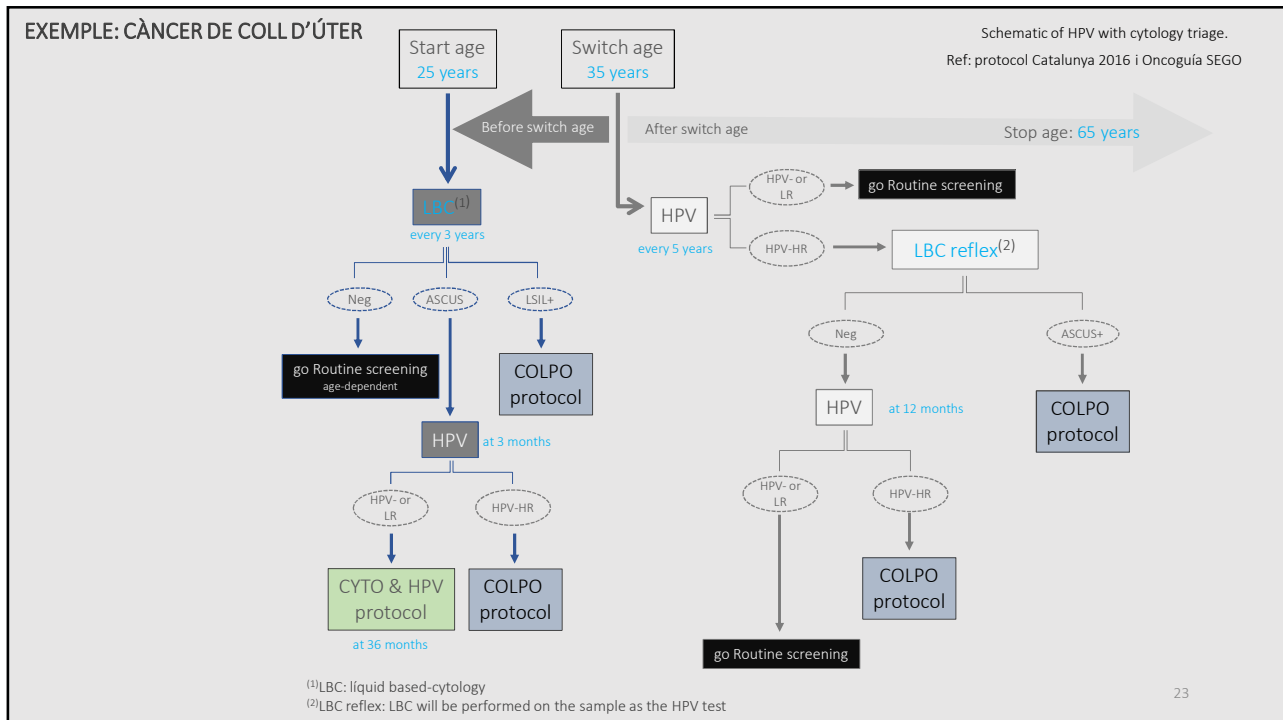 EXEMPLE: CÀNCER DE COLL D'ÚTER
Schematic of HPV with cytology triage.
Ref: protocol Catalunya 2016 i Oncoguía SEGO
Start age
25 years
Switch age
35 years
Before switch age
After switch age
Stop age: 65 years
LBC(1)
every 3 years
Neg
ASCUS
LSIL+
go Routine screening
age-dependent
COLPO
protocol
HPV
at 3 months
HPV- or
LR
HPV-HR
CYTO & HPV
protocol
at 36 months
COLPO
protocol
HPV
every 5 years
HPV- or
LR
go Routine screening
HPV-HR
LBC reflex(2)
Neg
ASCUS+
HPV
at 12 months
COLPO
protocol
HPV- or
LR
HPV-HR
COLPO
protocol
go Routine screening
(1)LBC: líquid based-cytology
(2)LBC reflex: LBC will be performed on the sample as the HPV test
23